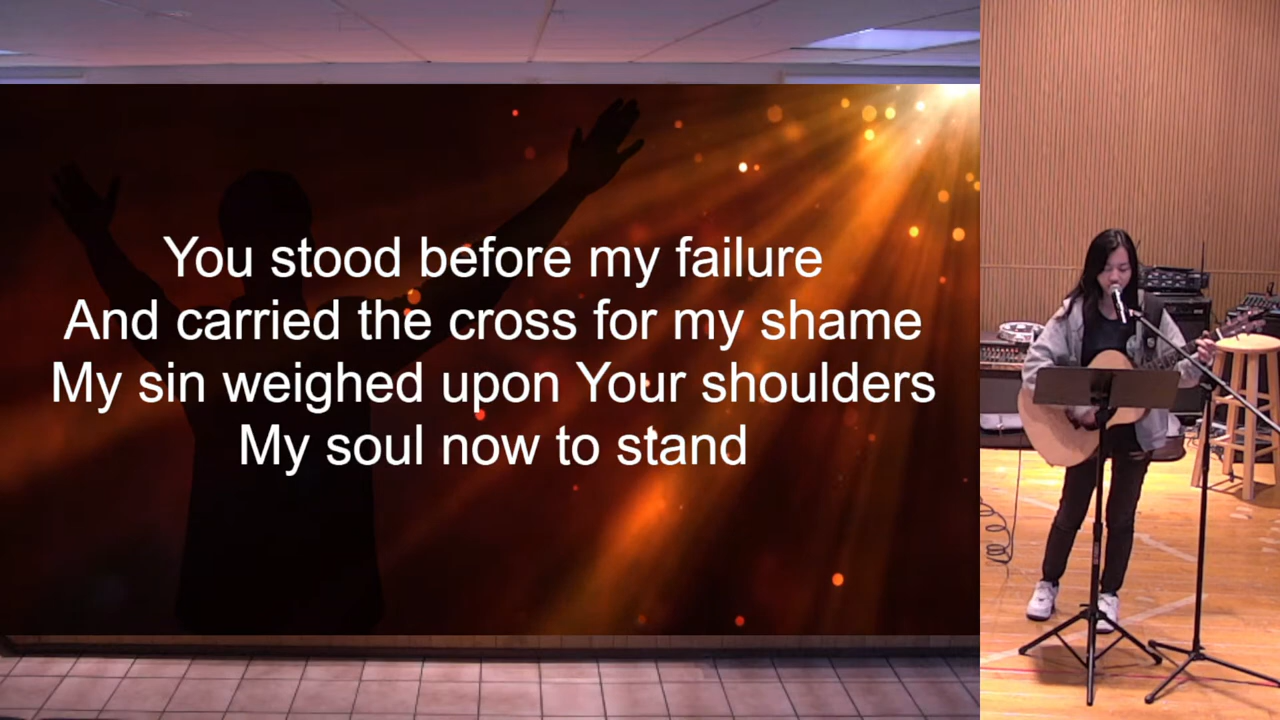 You stood before my failure
And carried the cross for my shame
My sin weighed upon Your shoulders
My soul now to stand